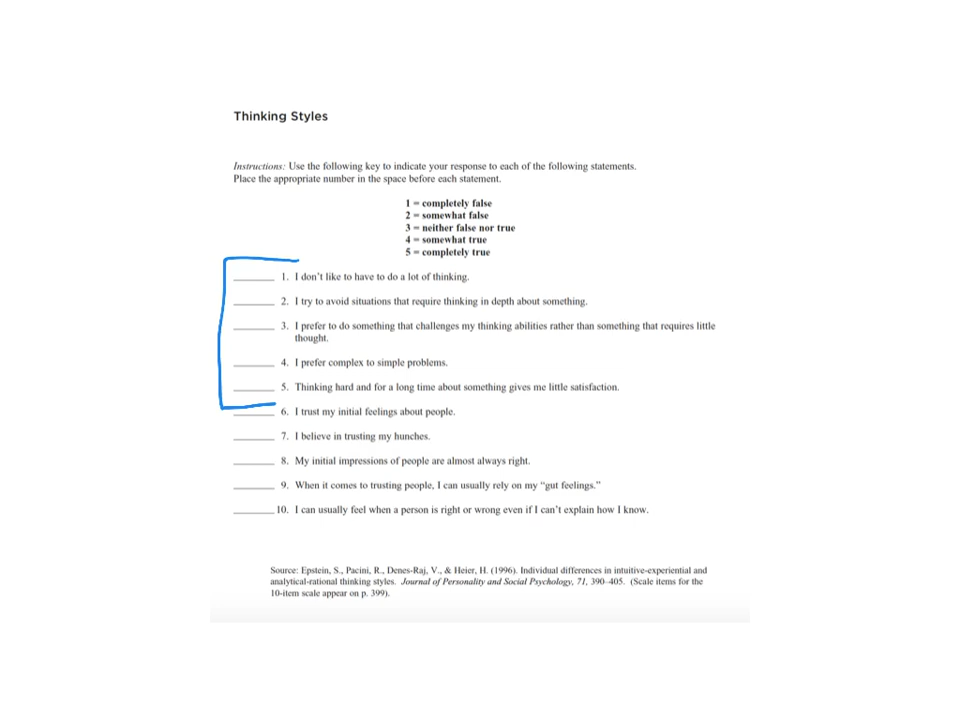 Thinking Styles
Instructions: Use the following key to indicate your response to each of the following statements.
Place the appropriate number in the space before each statement.
1 = completely false
2 = somewhat false
3 = neither false nor true
4 = somewhat true
5 = completely true
1. I don't like to have to do a lot of thinking.
2. I try to avoid situations that require thinking in depth about something.
3. I prefer to do something that challenges my thinking abilities rather than something that requires little
thought.
4. I prefer complex to simple problems.
5. Thinking hard and for a long time about something gives me little satisfaction.
6. I trust my initial feelings about people.
7. I believe in trusting my hunches.
8. My initial impressions of people are almost always right.
9. When it comes to trusting people, I can usually rely on my “gut feelings.”
10. I can usually feel when a person is right or wrong even if I can't explain how I know.
Source: Epstein, S., Pacini, R., Denes-Raj, V., & Heier, H. (1996). Individual differences in intuitive-experiential and
analytical-rational thinking styles. Journal of Personality and Social Psychology, 71, 390–405. (Scale items for the
10-item scale appear on p. 399).